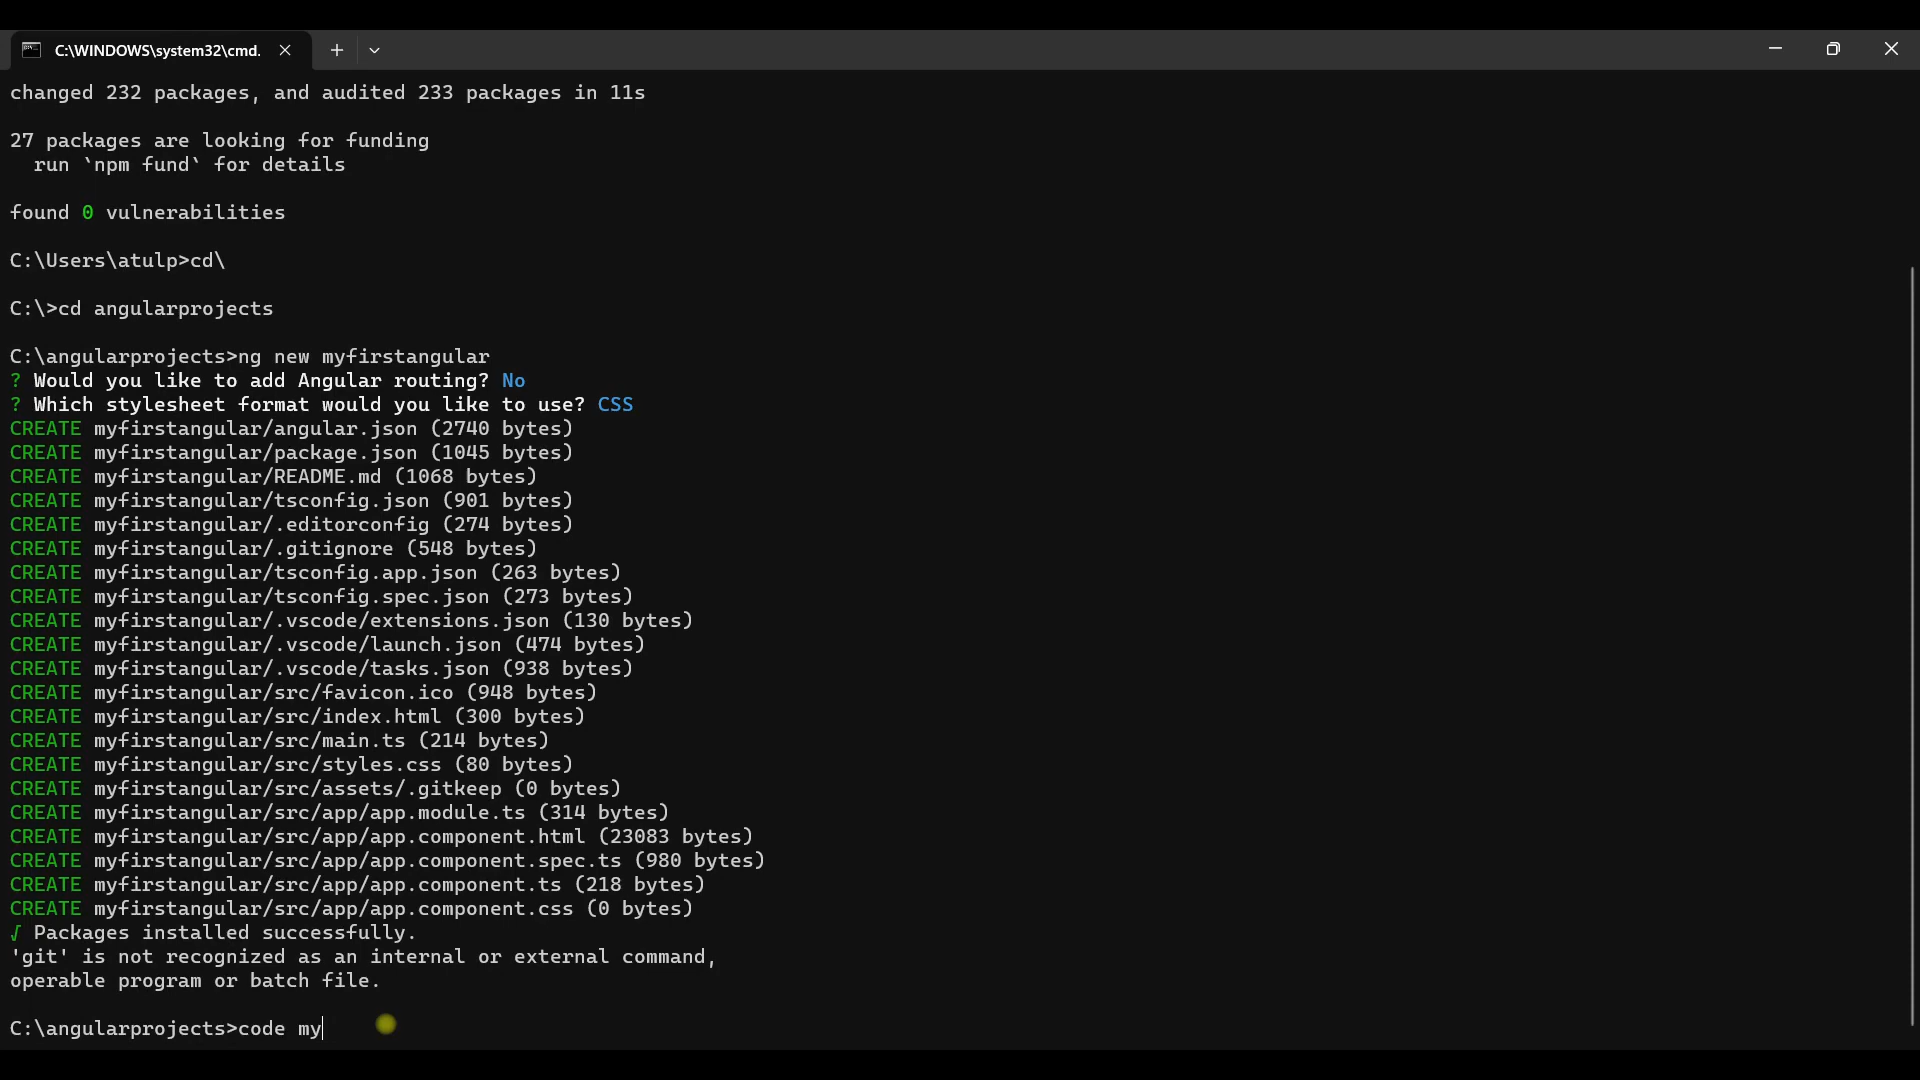 C:\WINDOWS\system32\cmd.
changed 232 packages, and audited 233 packages in 11s
27 packages are looking for funding
run `npm fund` for details
found 0 vulnerabilities
C:\Users\atulp>cd\
C:\>cd angularprojects
C:\angularprojects>ng new myfirstangular
? Would you like to add Angular routing? No
? Which stylesheet format would you like to use? CSS
CREATE myfirstangular/angular.json (2740 bytes)
CREATE myfirstangular/package.json (1045 bytes)
CREATE myfirstangular/README.md (1068 bytes)
CREATE myfirstangular/tsconfig.json (901 bytes)
CREATE myfirstangular/.editorconfig (274 bytes)
CREATE myfirstangular/.gitignore (548 bytes)
CREATE myfirstangular/tsconfig.app.json (263 bytes)
CREATE myfirstangular/tsconfig.spec.json (273 bytes)
CREATE myfirstangular/.vscode/extensions.json (130 bytes)
CREATE myfirstangular/.vscode/launch.json (474 bytes)
CREATE myfirstangular/.vscode/tasks.json (938 bytes)
CREATE myfirstangular/src/favicon.ico (948 bytes)
CREATE myfirstangular/src/index.html (300 bytes)
CREATE myfirstangular/src/main.ts (214 bytes)
CREATE myfirstangular/src/styles.css (80 bytes)
CREATE myfirstangular/src/assets/.gitkeep (0 bytes)
CREATE myfirstangular/src/app/app.module.ts (314 bytes)
CREATE myfirstangular/src/app/app.component.html (23083 bytes)
CREATE myfirstangular/src/app/app.component.spec.ts (980 bytes)
CREATE myfirstangular/src/app/app.component.ts (218 bytes)
CREATE myfirstangular/src/app/app.component.css (0 bytes)
√ Packages installed successfully.
'git' is not recognized as an internal or external command,
operable program or batch file.
C:\angularprojects>code my